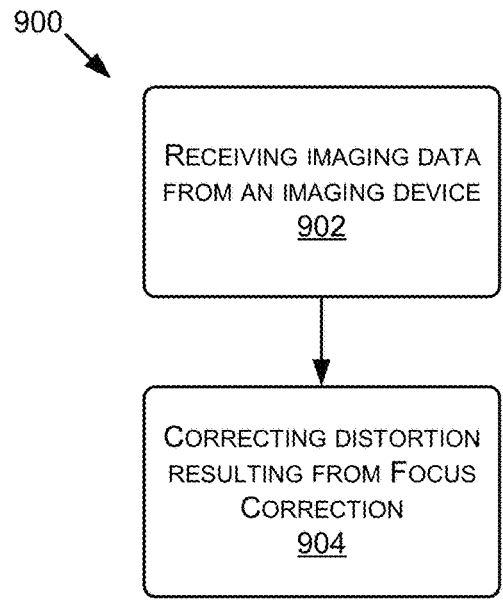 900
RECEIVING IMAGING DATA
FROM AN IMAGING DEVICE
902
CORRECTING DISTORTION
RESULTING FROM FOCUS
CORRECTION
904